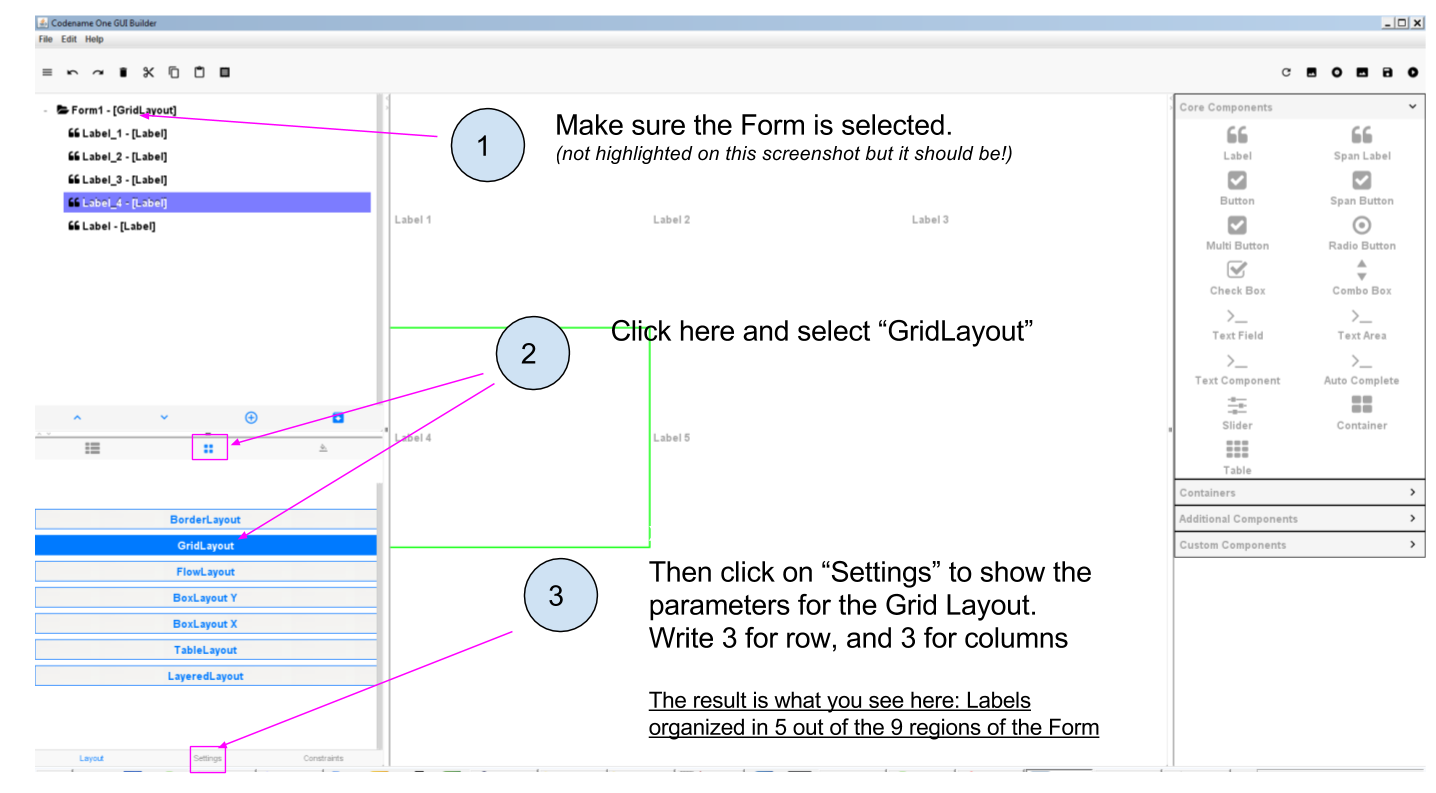 Codename One GUI Builder
File Edit Help
Form1 - [GridLayout]
Label_1 - [Label]
Label_2 - [Label]
Label_3 - [Label]
Label_4 - [Label]
Label - [Label]
BorderLayout
GridLayout
FlowLayout
BoxLayout Y
BoxLayout X
TableLayout
LayeredLayout
Layout Settings Constraints
1
Make sure the Form is selected.
(not highlighted on this screenshot but it should be!)
Label 1 Label 2 Label 3
2
Click here and select “GridLayout”
Label 4 Label 5
3
Then click on “Settings” to show the
parameters for the Grid Layout.
Write 3 for row, and 3 for columns
The result is what you see here: Labels
organized in 5 out of the 9 regions of the Form
Core Components
Label Span Label
Button Span Button
Multi Button Radio Button
Check Box Combo Box
Text Field Text Area
Text Component Auto Complete
Slider Container
Table
Containers
Additional Components
Custom Components